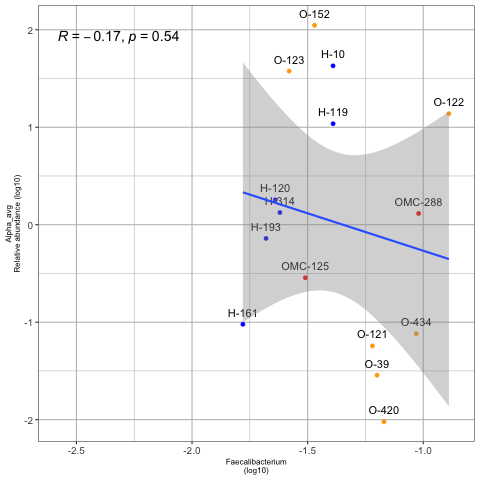 R = −0.17, p = 0.54
O-152
H-10
O-123
H-119
O-122
H-120
H-314
OMC-288
H-193
OMC-125
H-161
O-434
O-121
O-39
O-420
2
1
0
-1
-2
Alpha_avg
Relative abundance (log10)
-2.5 -2.0 -1.5 -1.0
Faecalibacterium
(log10)